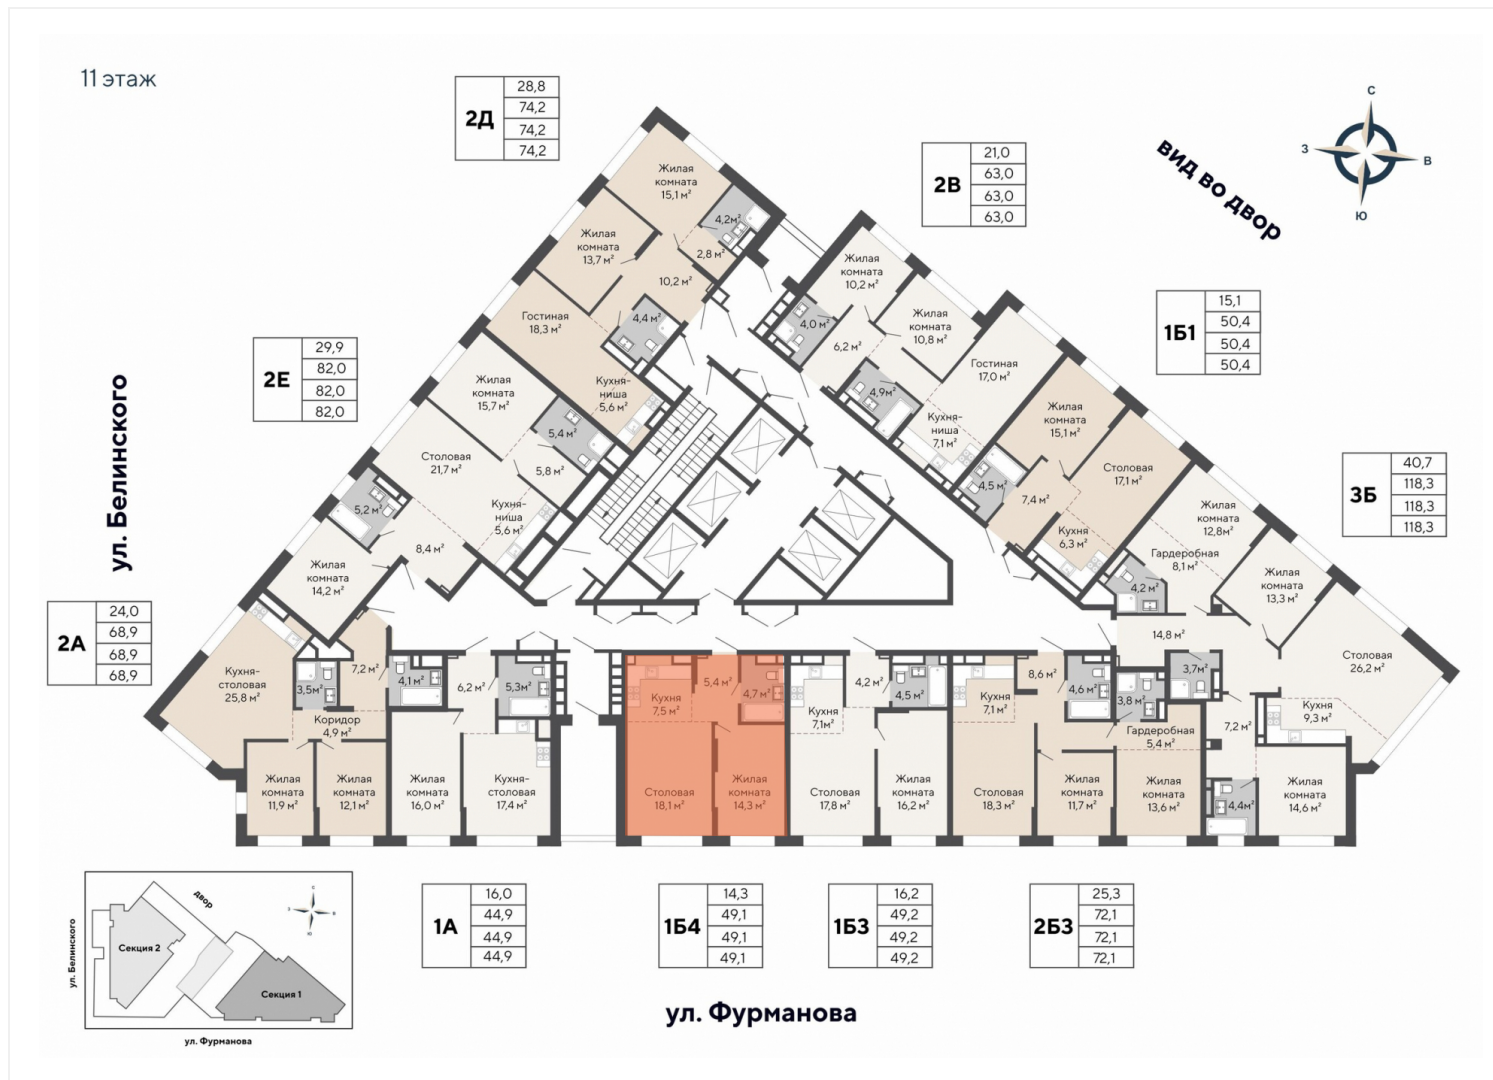 11 этаж
2Д
28,8
74,2
74,2
74,2
2В
21,0
63,0
63,0
63,0
вид во двор
С
З
В
Ю
1Б1
15,1
50,4
50,4
50,4
2Е
29,9
82,0
82,0
82,0
ул. Белинского
3Б
40,7
118,3
118,3
118,3
2А
24,0
68,9
68,9
68,9
Жилая
комната
15,1 м²
4,2м²
2,8 м²
Жилая
комната
13,7 м²
10,2 м²
Гостиная
18,3 м²
4,4 м²
Кухня-
ниша
5,6 м²
Жилая
комната
10,2 м²
4,0 м²
Жилая
комната
10,8 м²
6,2 м²
Гостиная
17,0 м²
4,9м²
Кухня-
ниша
7,1 м²
Жилая
комната
15,1 м²
4,5 м²
7,4 м²
Столовая
17,1 м²
Кухня
6,3 м²
Жилая
комната
15,7 м²
5,4 м²
Столовая
21,7 м²
5,8 м²
5,2 м²
Кухня-
ниша
5,6 м²
8,4 м²
Жилая
комната
14,2 м²
Жилая
комната
12,8м²
Гардеробная
8,1 м²
4,2 м²
Жилая
комната
13,3 м²
14,8 м²
Столовая
26,2 м²
3,7м²
7,2 м²
Кухня
9,3 м²
4,4м²
Жилая
комната
14,6 м²
Кухня-
столовая
25,8 м²
3,5м²
7,2 м²
Коридор
4,9 м²
Жилая
комната
11,9 м²
Жилая
комната
12,1 м²
4,1 м²
6,2 м²
5,3м²
Жилая
комната
16,0 м²
Кухня-
столовая
17,4 м²
5,4 м²
4,7 м²
Кухня
7,5 м²
Столовая
18,1 м²
Жилая
комната
14,3 м²
4,2 м²
4,5 м²
Кухня
7,1м²
Столовая
17,8 м²
Жилая
комната
16,2 м²
8,6 м²
4,6 м²
Кухня
7,1 м²
Столовая
18,3 м²
Жилая
комната
11,7 м²
3,8 м²
Гардеробная
5,4 м²
Жилая
комната
13,6 м²
1А
16,0
44,9
44,9
44,9
1Б4
14,3
49,1
49,1
49,1
1Б3
16,2
49,2
49,2
49,2
2Б3
25,3
72,1
72,1
72,1
ул. Фурманова
двор
С
З
В
Ю
ул. Белинского
Секция 2
Секция 1
ул. Фурманова